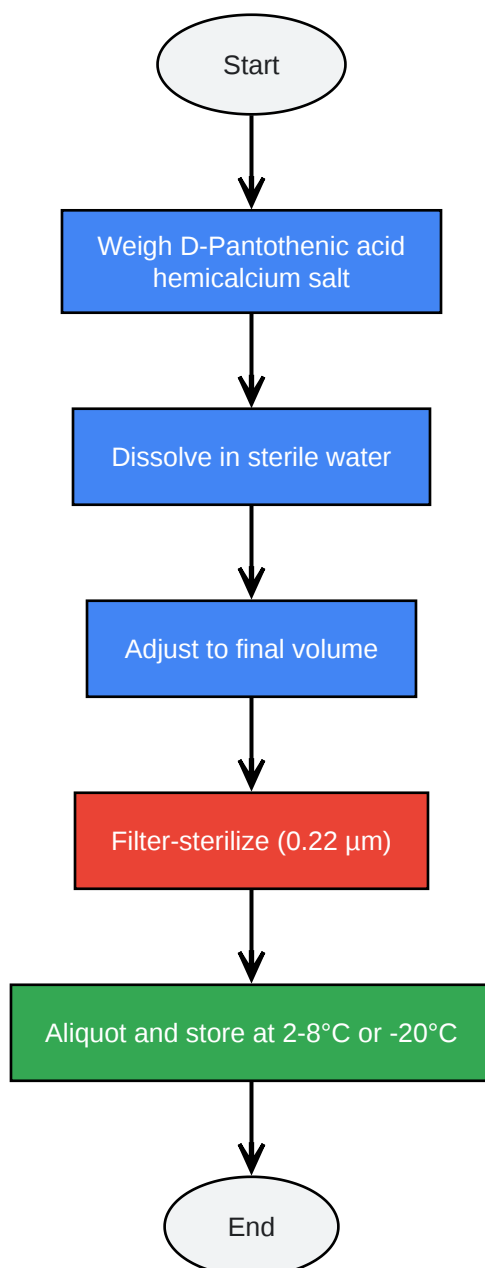 Start
Weigh D-Pantothenic acid
hemicalcium salt
Dissolve in sterile water
Adjust to final volume
Filter-sterilize (0.22 µm)
Aliquot and store at 2-8°C or -20°C
End